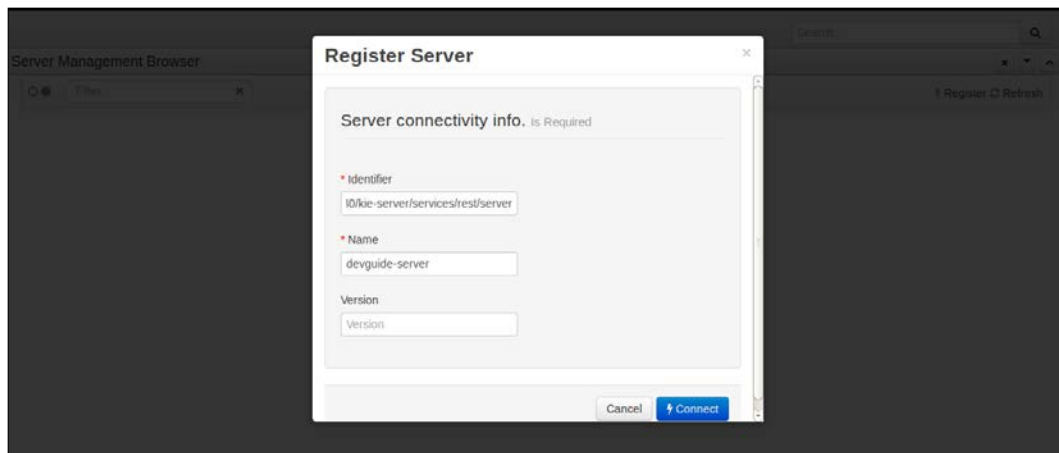 Search...
Server Management Browser
Filter...
Register Refresh
Register Server
Server connectivity info. Is Required
* Identifier
l0/kie-server/services/rest/server
* Name
devguide-server
Version
Version
Cancel Connect